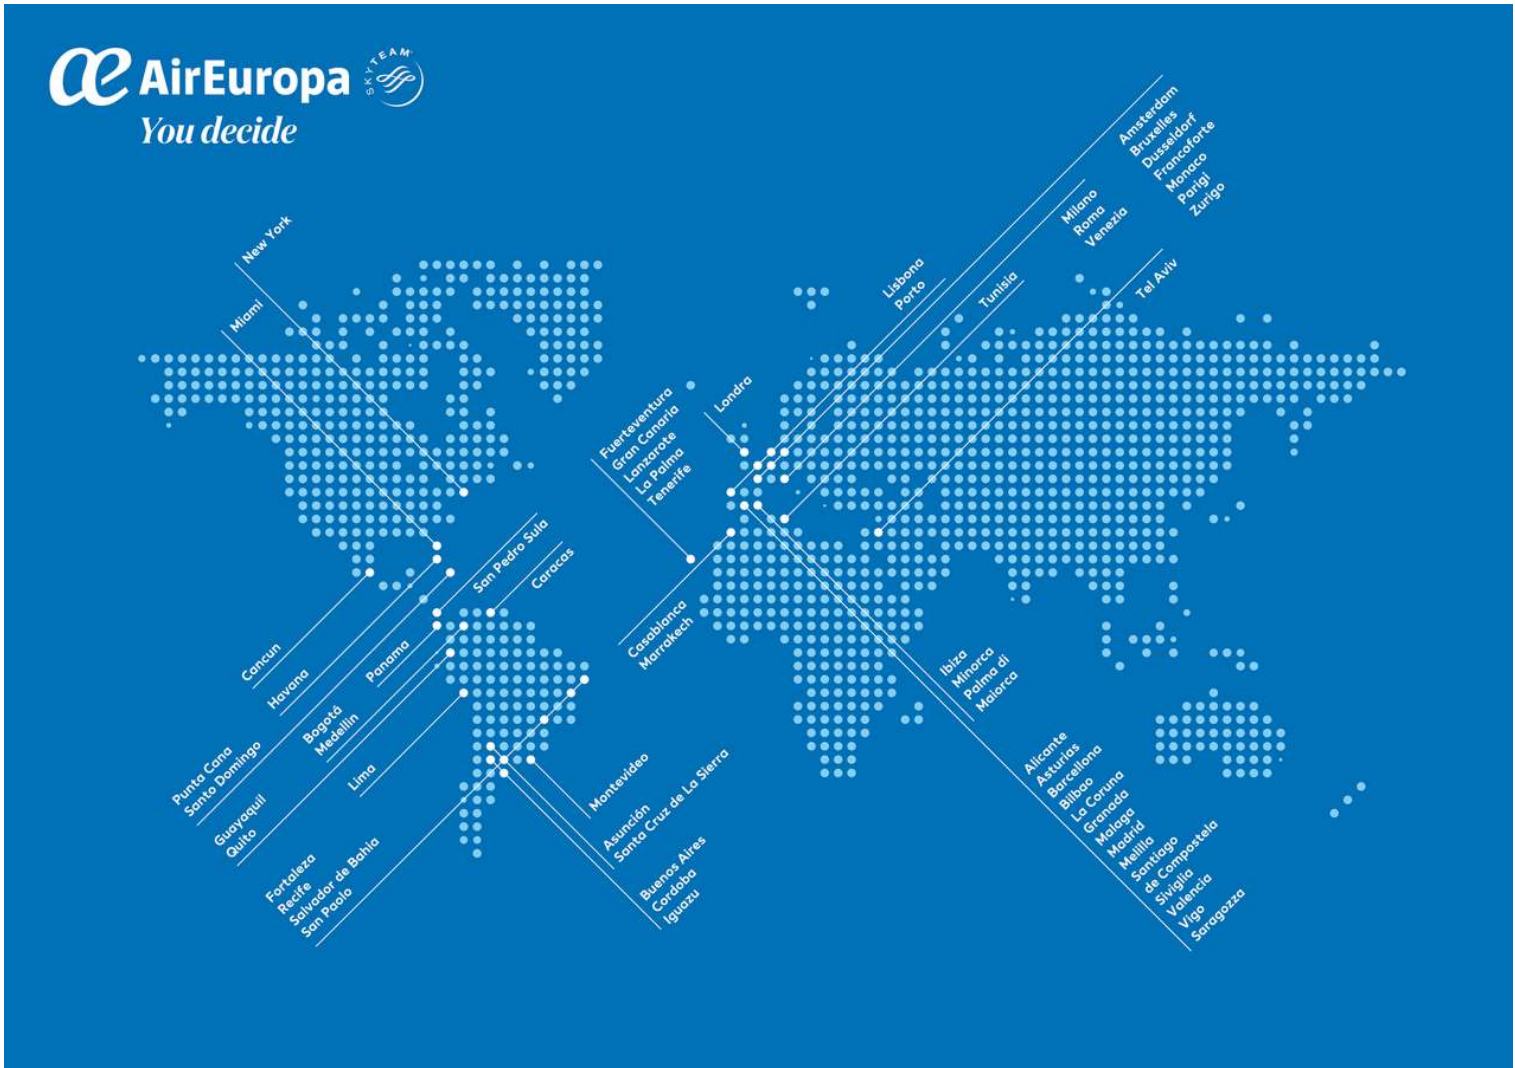 AirEuropa
SKYTEAM
You decide
New York
Miami
Amsterdam
Bruxelles
Dusseldorf
Francoforte
Monaco
Parigi
Zurigo
Milano
Roma
Venezia
Lisbona
Porto
Tunisia
Tel Aviv
Londra
Fuerteventura
Gran Canaria
Lanzarote
La Palma
Tenerife
San Pedro Sula
Caracas
Casabianca
Marrakech
Cancun
Havana
Panama
Punta Cana
Santo Domingo
Bogotá
Medellin
Guayaquil
Quito
Lima
Fortaleza
Recife
Salvador de Bahia
San Paolo
Montevideo
Asunción
Santa Cruz de La Sierra
Buenos Aires
Cordoba
Iguazu
Ibiza
Minorca
Palma di
Maiorca
Alicante
Asturias
Barcellona
Bilbao
La Coruna
Granada
Malaga
Madrid
Melilla
Santiago
de Compostela
Siviglia
Valencia
Vigo
Saragozza